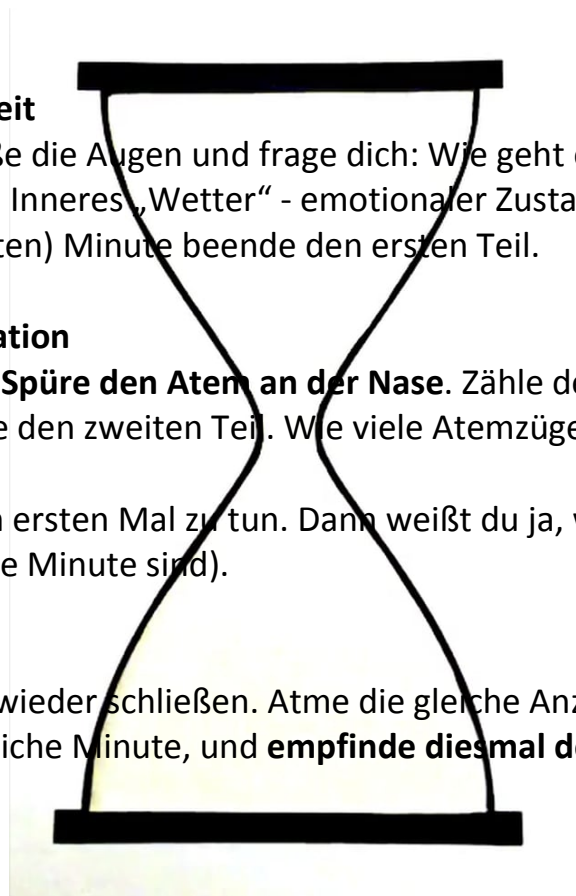 eit
e die Augen und frage dich: Wie geht
Inneres „Wetter“ - emotionaler Zusta
ten) Minute beende den ersten Teil.
ation
Spüre den Atem an der Nase. Zähle de
e den zweiten Teil. Wie viele Atemzüge
ersten Mal zu tun. Dann weißt du ja,
e Minute sind).
wieder schließen. Atme die gleiche Anz
iche Minute, und empfinde diesmal de